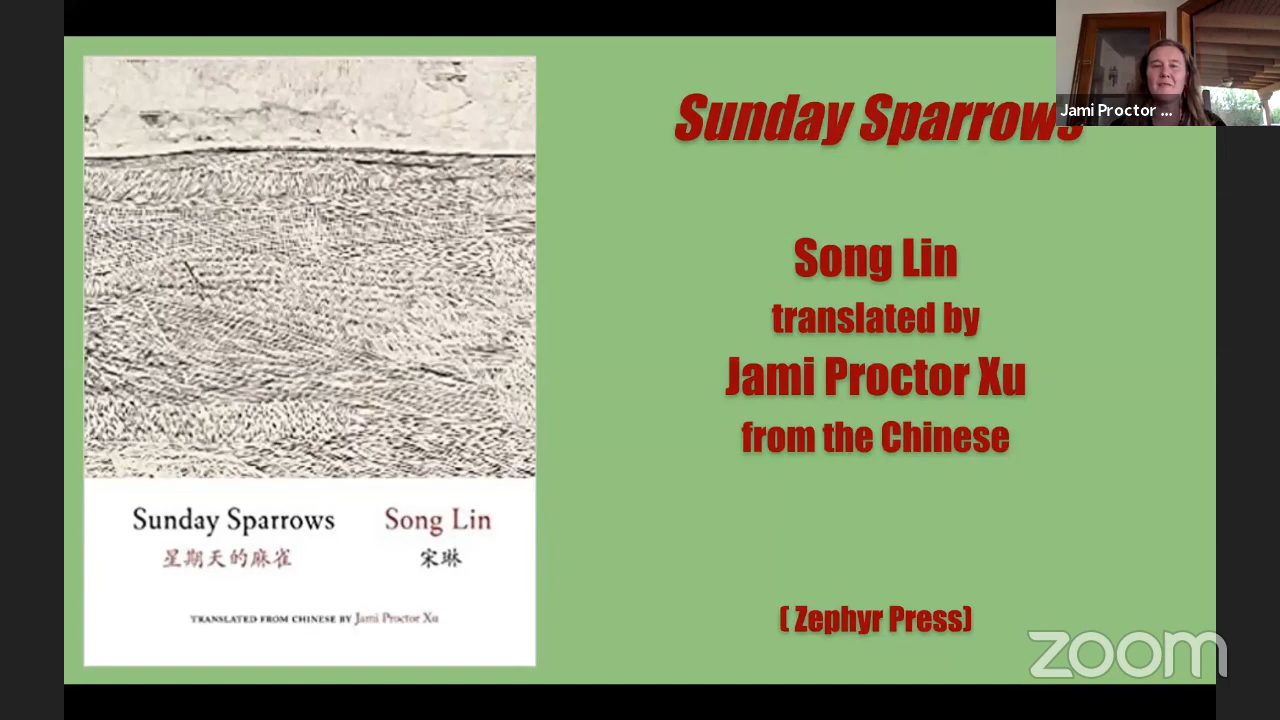 Sunday Sparrows
Jami Proctor ...
Song Lin
translated by
Jami Proctor Xu
from the Chinese
( Zephyr Press)
Sunday Sparrows
Song Lin
星期天的麻雀
宋琳
TRANSLATED FROM CHINESE BY Jami Proctor Xu
zoom